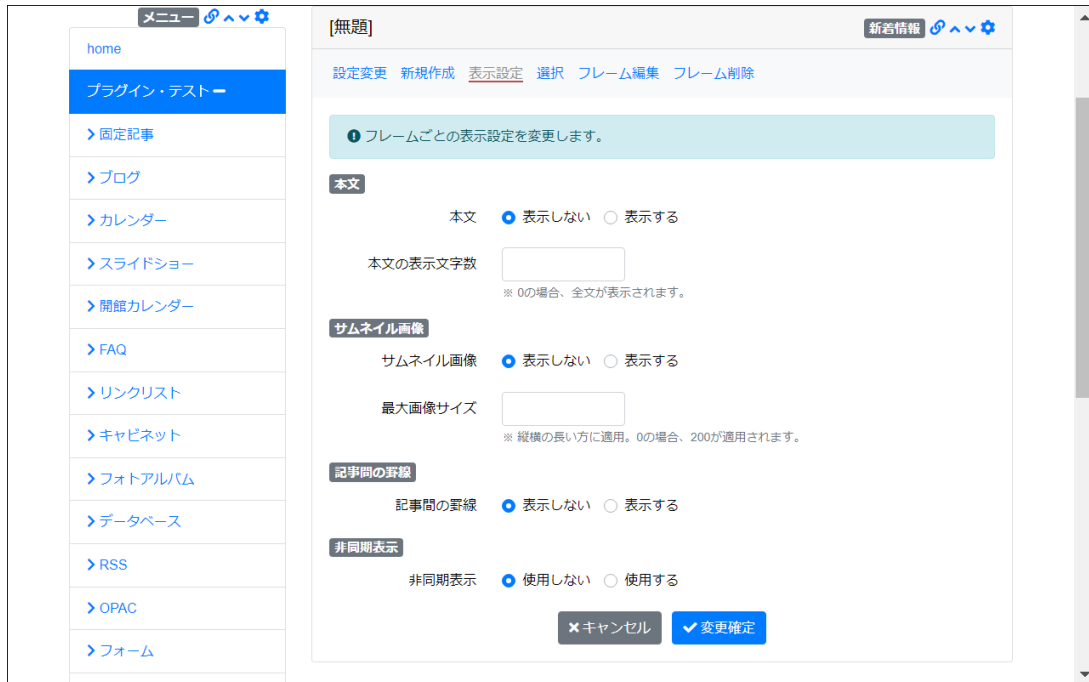 メニュー
home
プラグイン・テスト
固定記事
ブログ
カレンダー
スライドショー
開館カレンダー
FAQ
リンクリスト
キャビネット
フォトアルバム
データベース
RSS
OPAC
フォーム
[無題]
新着情報
設定変更 新規作成 表示設定 選択 フレーム編集 フレーム削除
フレームごとの表示設定を変更します。
本文
本文 表示しない 表示する
本文の表示文字数
※ 0の場合、全文が表示されます。
サムネイル画像
サムネイル画像 表示しない 表示する
最大画像サイズ
※ 縦横の長い方に適用。0の場合、200が適用されます。
記事間の罫線
記事間の罫線 表示しない 表示する
非同期表示
非同期表示 使用しない 使用する
キャンセル 変更確定